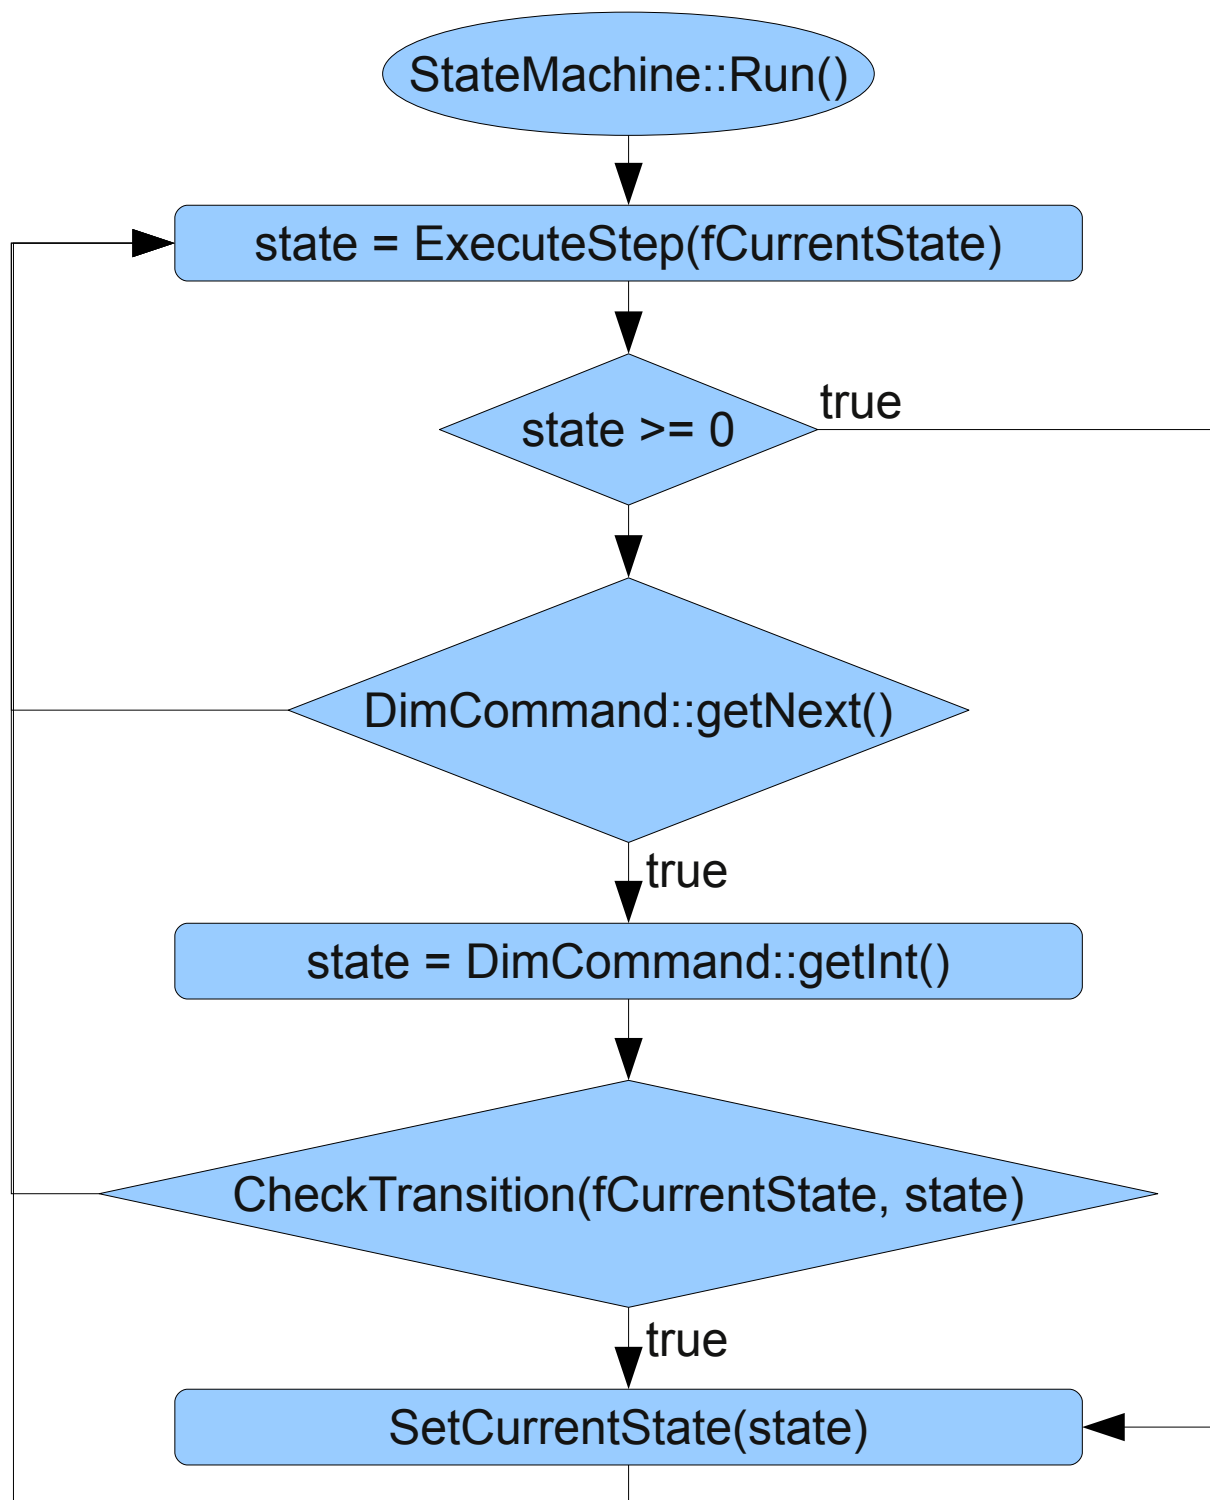 StateMachine::Run()
state = ExecuteStep(fCurrentState)
true
state >= 0
DimCommand::getNext()
true
state = DimCommand::getInt()
CheckTransition(fCurrentState, state)
true
SetCurrentState(state)